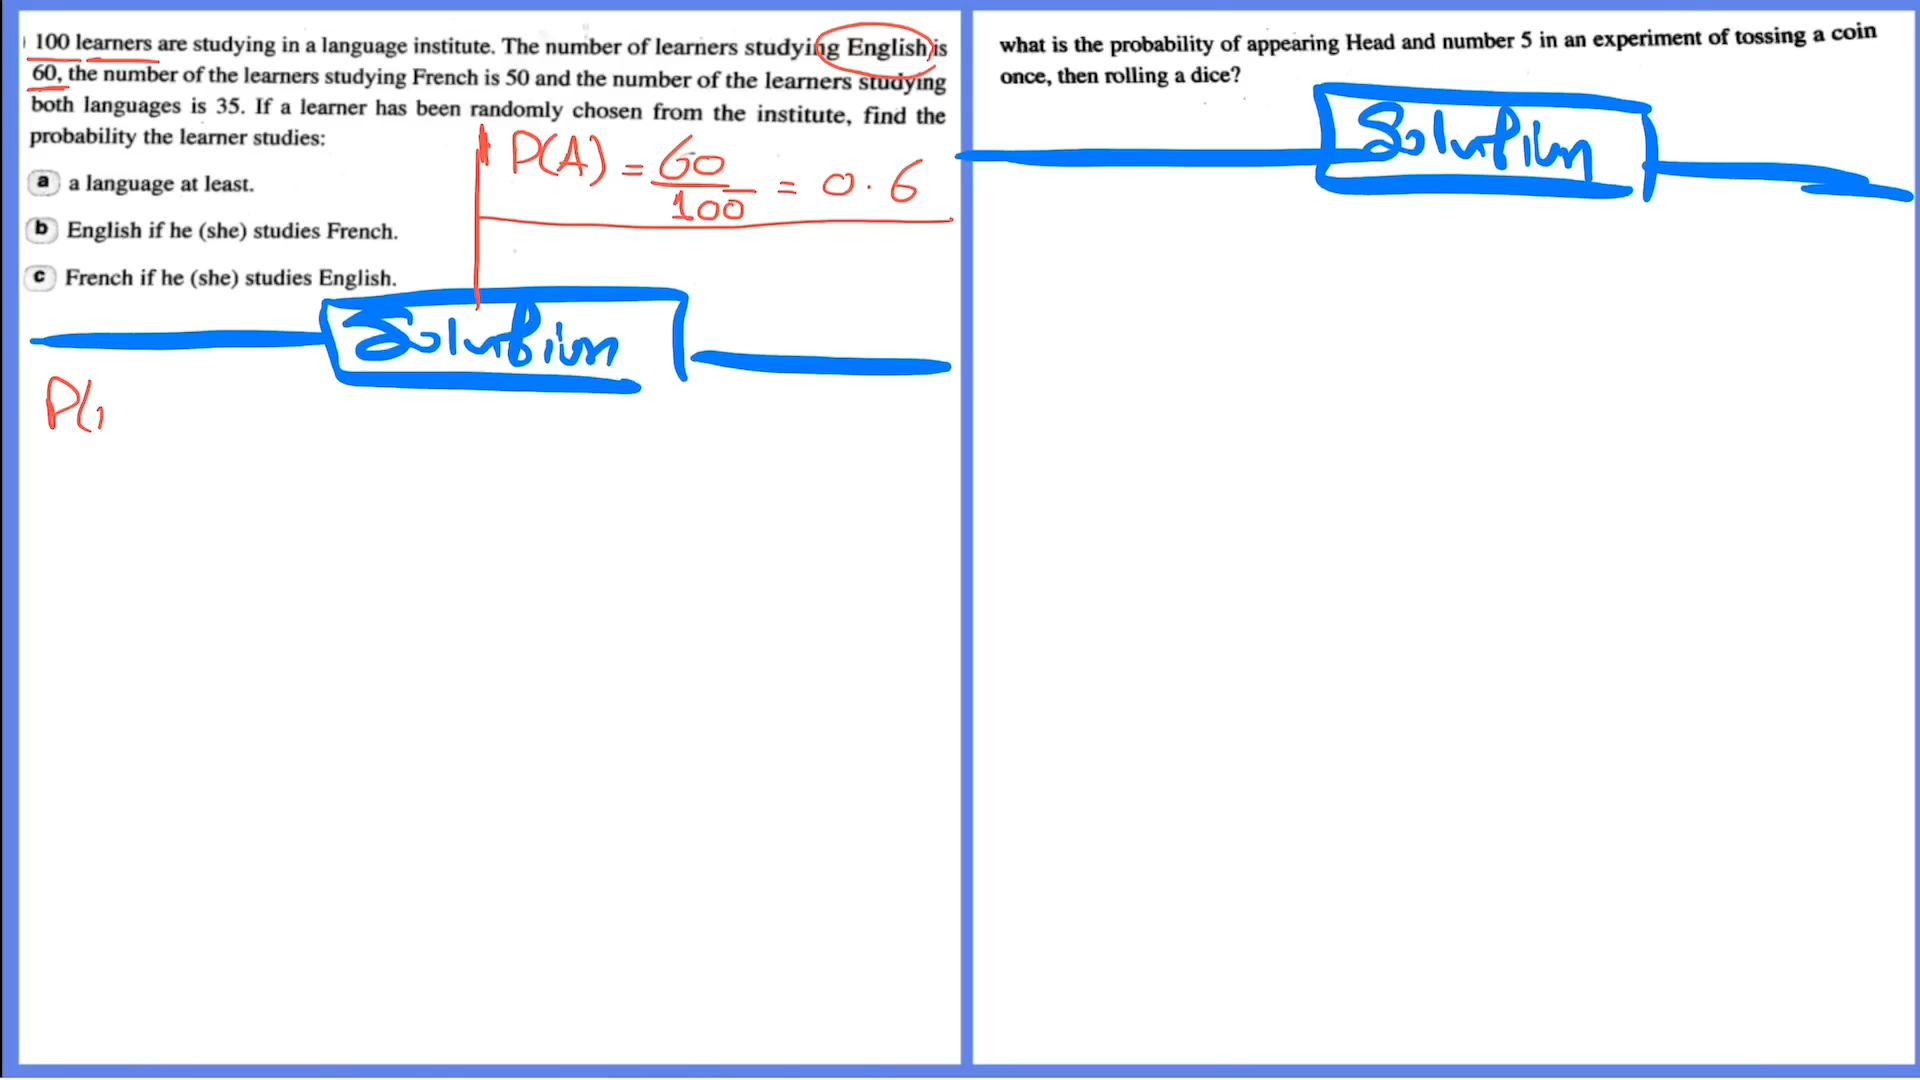 100 learners are studying in a language institute. The number of learners studying English is
60, the number of the learners studying French is 50 and the number of the learners studying
both languages is 35. If a learner has been randomly chosen from the institute, find the
probability the learner studies:
a a language at least.
b English if he (she) studies French.
c French if he (she) studies English.
P(A) = 60/100 = 0.6
Solution
P(
what is the probability of appearing Head and number 5 in an experiment of tossing a coin
once, then rolling a dice?
Solution